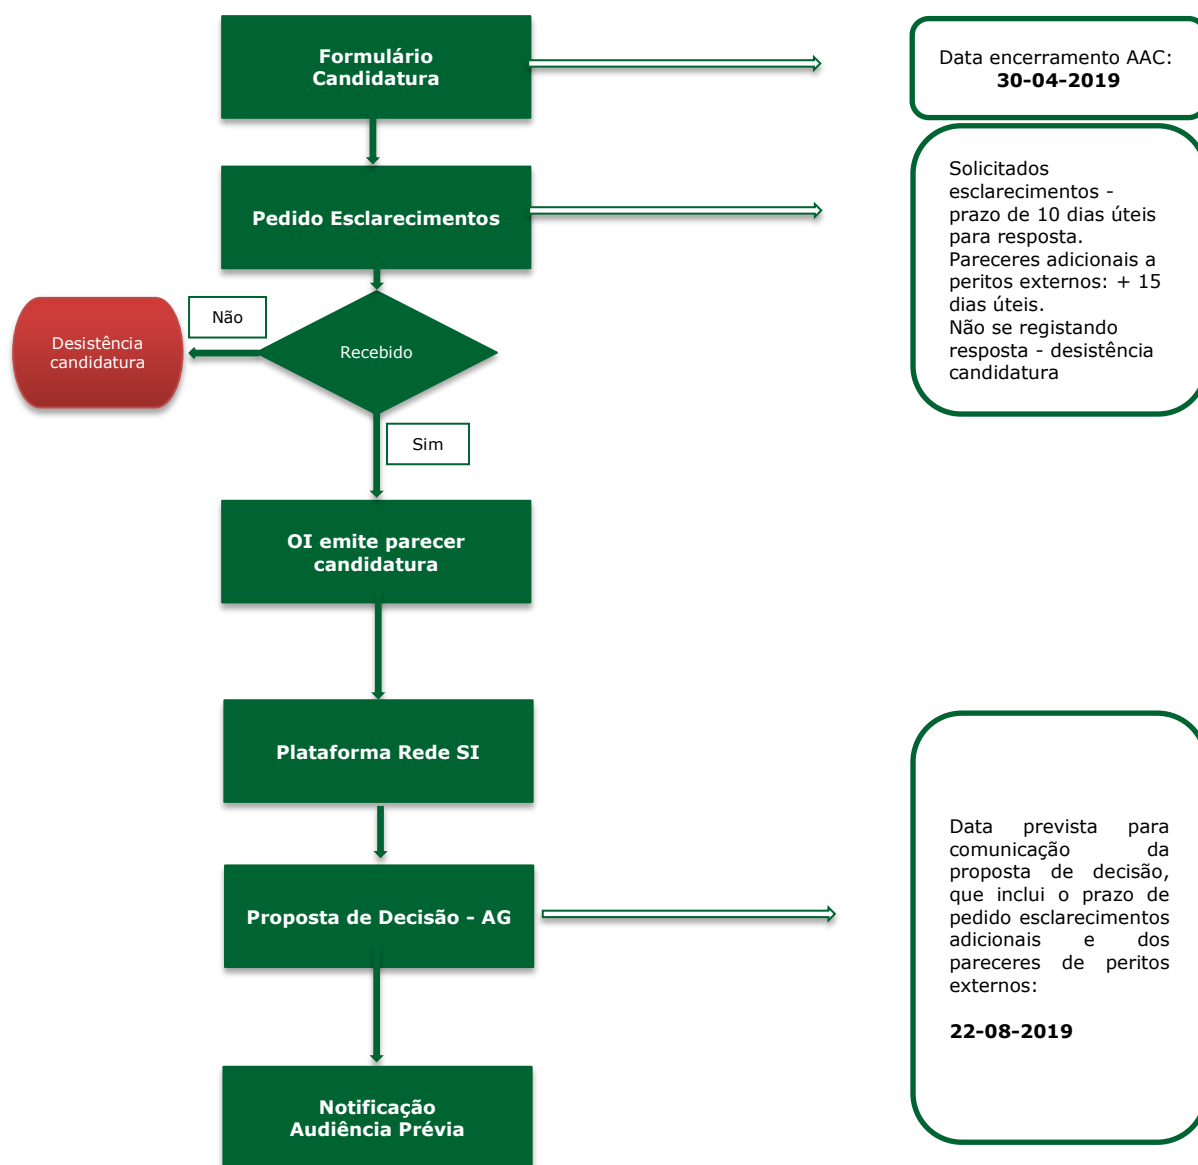 Formulário
Candidatura
Data encerramento AAC:
30-04-2019
Pedido Esclarecimentos
Solicitados
esclarecimentos -
prazo de 10 dias úteis
para resposta.
Pareceres adicionais a
peritos externos: + 15
dias úteis.
Não se registando
resposta - desistência
candidatura
Não
Desistência
candidatura
Recebido
Sim
OI emite parecer
candidatura
Plataforma Rede SI
Proposta de Decisão - AG
Data prevista para
comunicação da
proposta de decisão,
que inclui o prazo de
pedido esclarecimentos
adicionais e dos
pareceres de peritos
externos:
22-08-2019
Notificação
Audiência Prévia